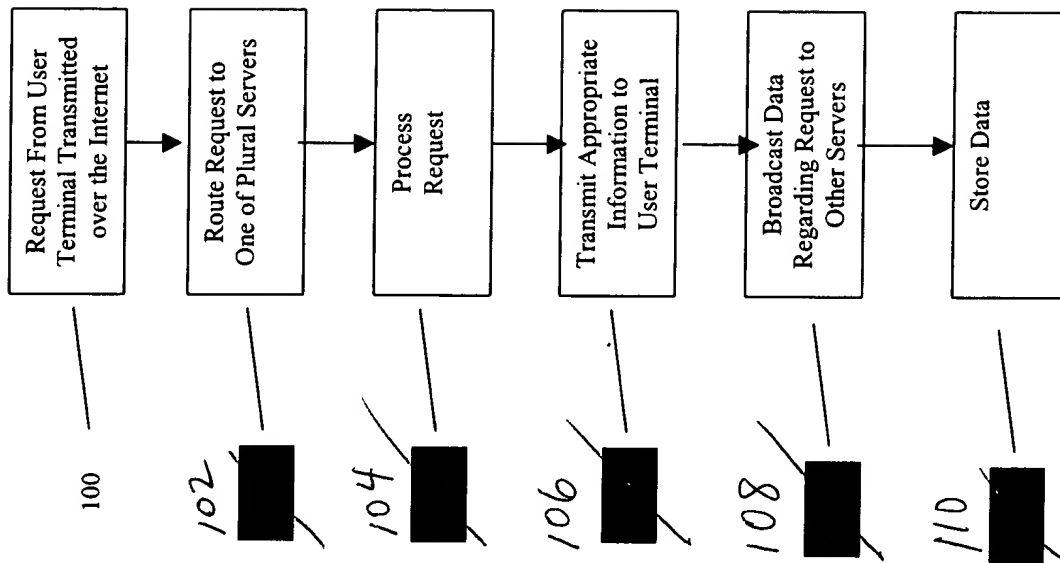 Request From User
Terminal Transmitted
over the Internet
100
Route Request to
One of Plural Servers
102
Process
Request
104
Transmit Appropriate
Information to
User Terminal
106
Broadcast Data
Regarding Request to
Other Servers
108
Store Data
110